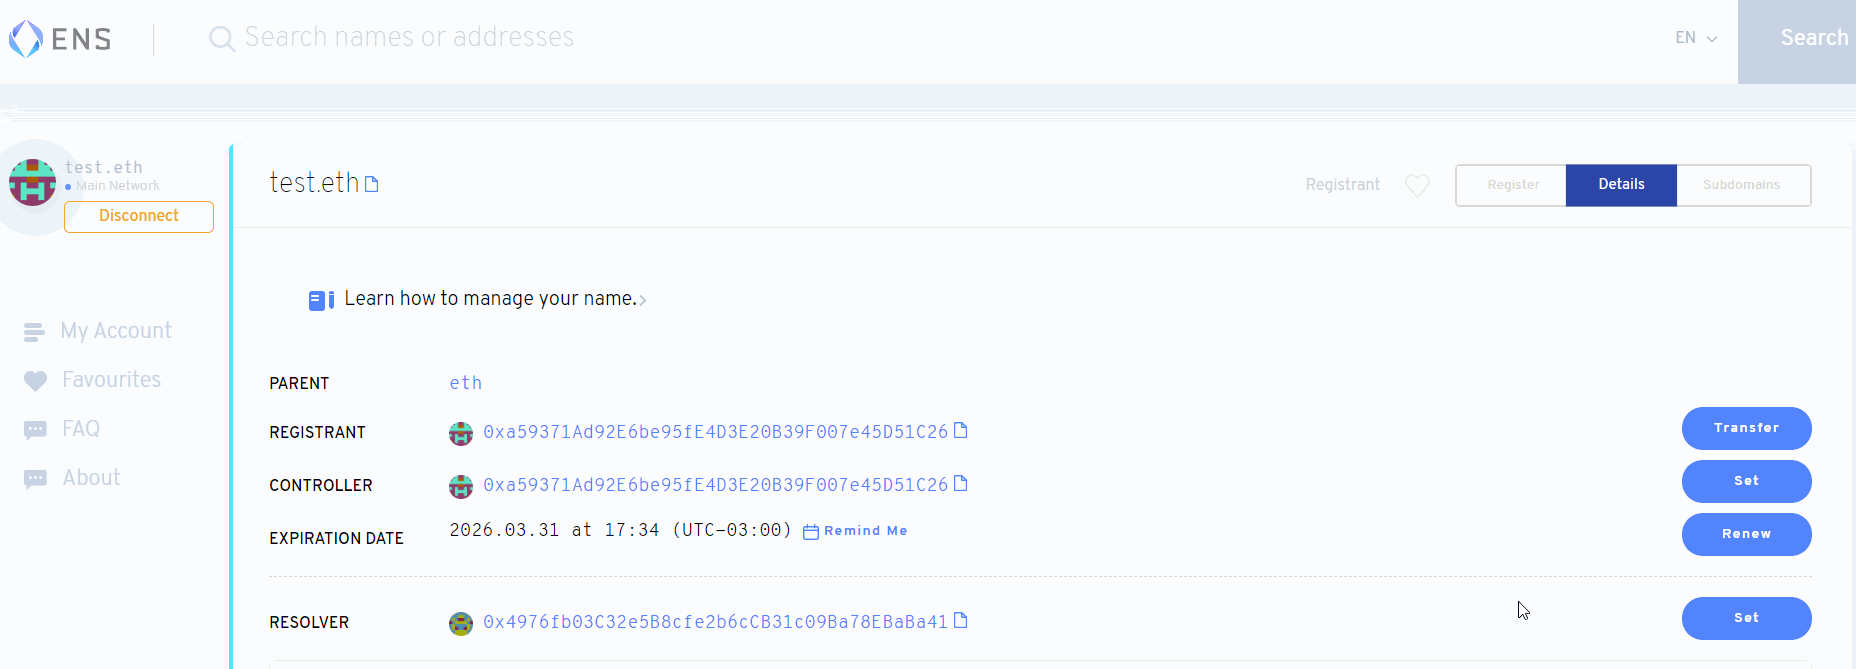 ENS
Search names or addresses
EN
Search
test.eth
Main Network
Disconnect
My Account
Favourites
FAQ
About
test.eth
Registrant
Register
Details
Subdomains
Learn how to manage your name.
PARENT eth
REGISTRANT 0xa59371Ad92E6be95fE4D3E20B39F007e45D51C26 Transfer
CONTROLLER 0xa59371Ad92E6be95fE4D3E20B39F007e45D51C26 Set
EXPIRATION DATE 2026.03.31 at 17:34 (UTC−03:00) Remind Me Renew
RESOLVER 0x4976fb03C32e5B8cfe2b6cCB31c09Ba78EBaBa41 Set